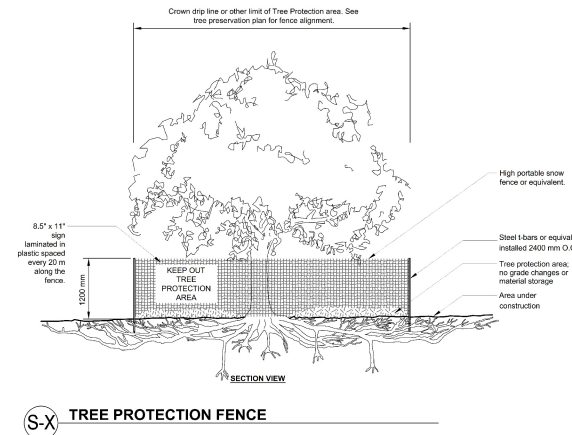 Crown drip line or other limit of Tree Protection area. See
tree preservation plan for fence alignment.
High portable snow
fence or equivalent.
8.5" x 11"
sign
laminated in
plastic spaced
every 20 m
along the
fence.
1200 mm
KEEP OUT
TREE
PROTECTION
AREA
Steel t-bars or equival
installed 2400 mm O.C
Tree protection area;
no grade changes or
material storage
Area under
construction
SECTION VIEW
S-X
TREE PROTECTION FENCE